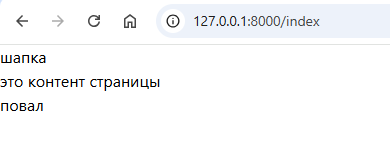 127.0.0.1:8000/index
шапка
это контент страницы
повал